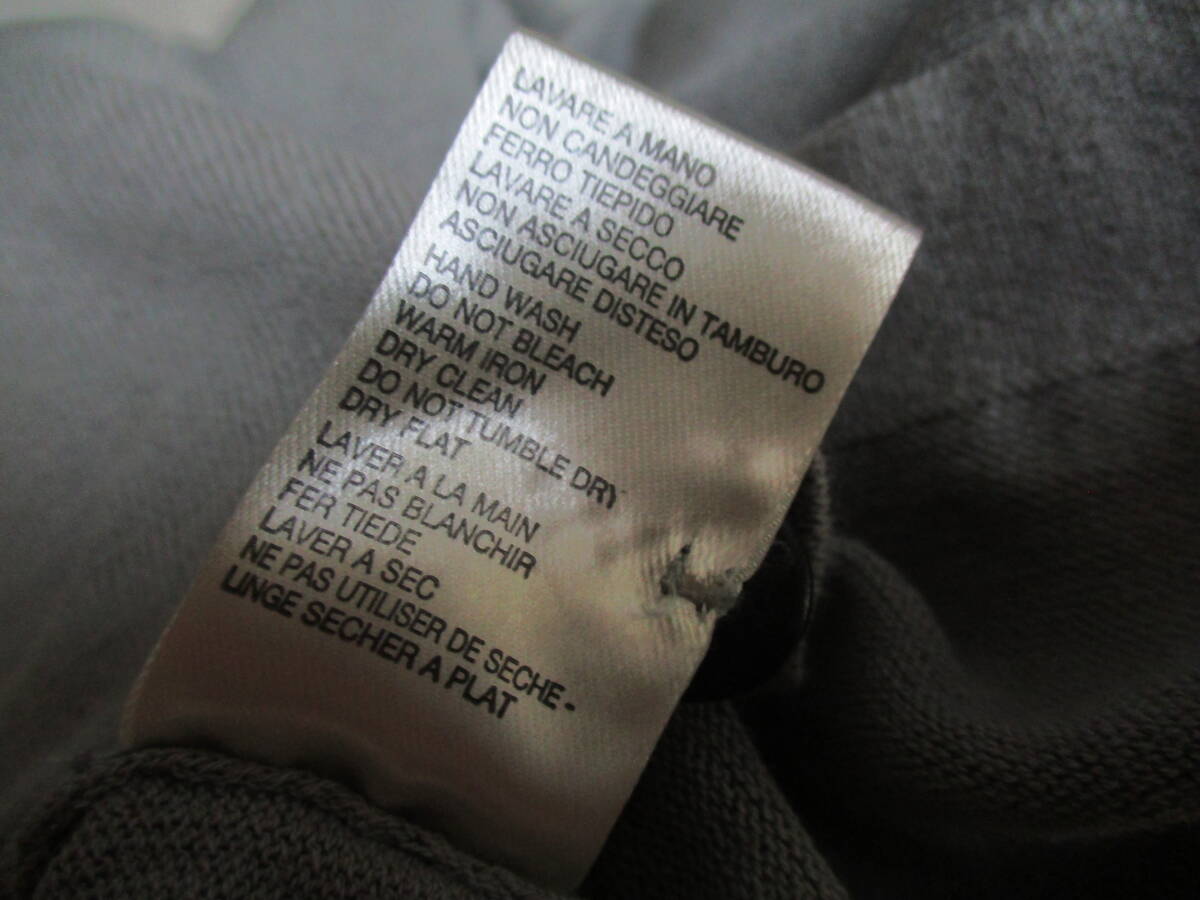 LAVARE A MANO
NON CANDEGGIARE
FERRO TIEPIDO
LAVARE A SECCO
NON ASCIUGARE IN TAMBURO
ASCIUGARE DISTESO
HAND WASH
DO NOT BLEACH
WARM IRON
DRY CLEAN
DO NOT TUMBLE DRY
DRY FLAT
LAVER A LA MAIN
NE PAS BLANCHIR
FER TIEDE
LAVER A SEC
NE PAS UTILISER DE SECHE-
LINGE SECHER A PLAT